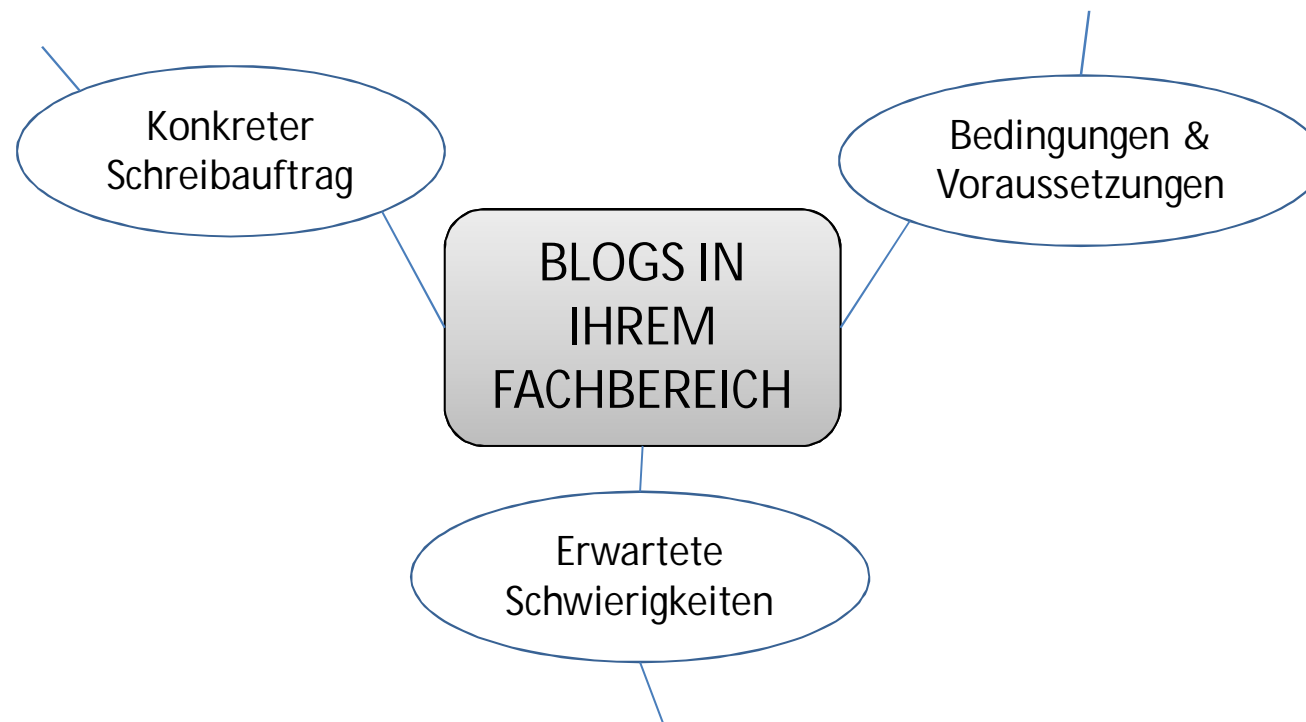 Konkreter
Schreibauftrag
Bedingungen &
Voraussetzungen
BLOGS IN
IHREM
FACHBEREICH
Erwartete
Schwierigkeiten